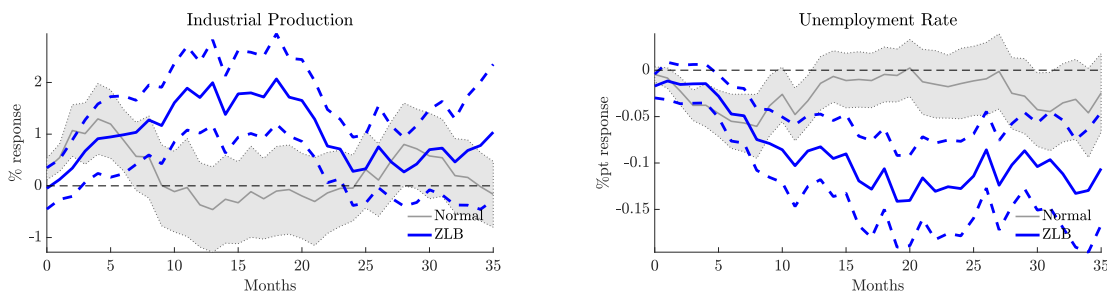 Industrial Production
% response
2
1
0
-1
0 5 10 15 20 25 30 35
Months
Normal
ZLB
Unemployment Rate
%pt response
0
-0.05
-0.1
-0.15
0 5 10 15 20 25 30 35
Months
Normal
ZLB